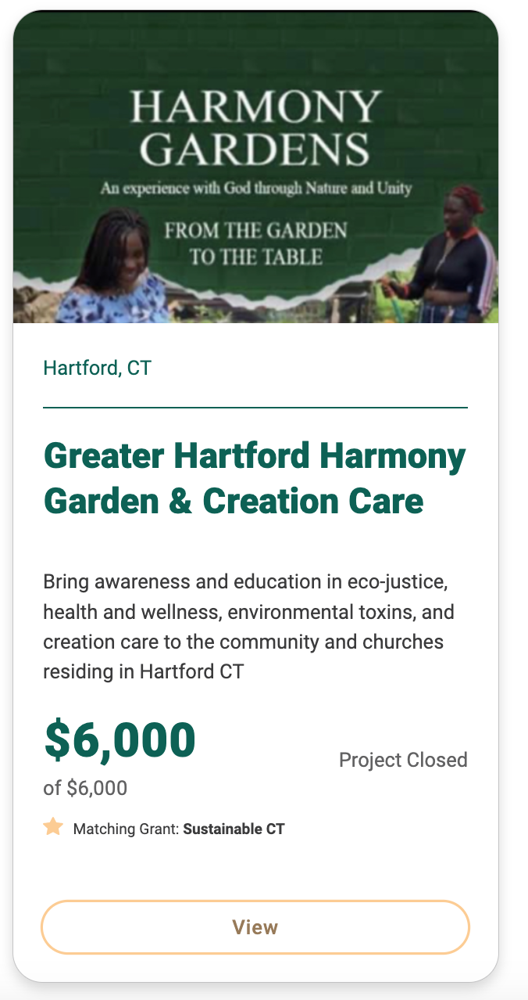 HARMONY
GARDENS
An experience with God through Nature and Unity
FROM THE GARDEN
TO THE TABLE
Hartford, CT
Greater Hartford Harmony
Garden & Creation Care
Bring awareness and education in eco-justice,
health and wellness, environmental toxins, and
creation care to the community and churches
residing in Hartford CT
$6,000
Project Closed
of $6,000
Matching Grant: Sustainable CT
View